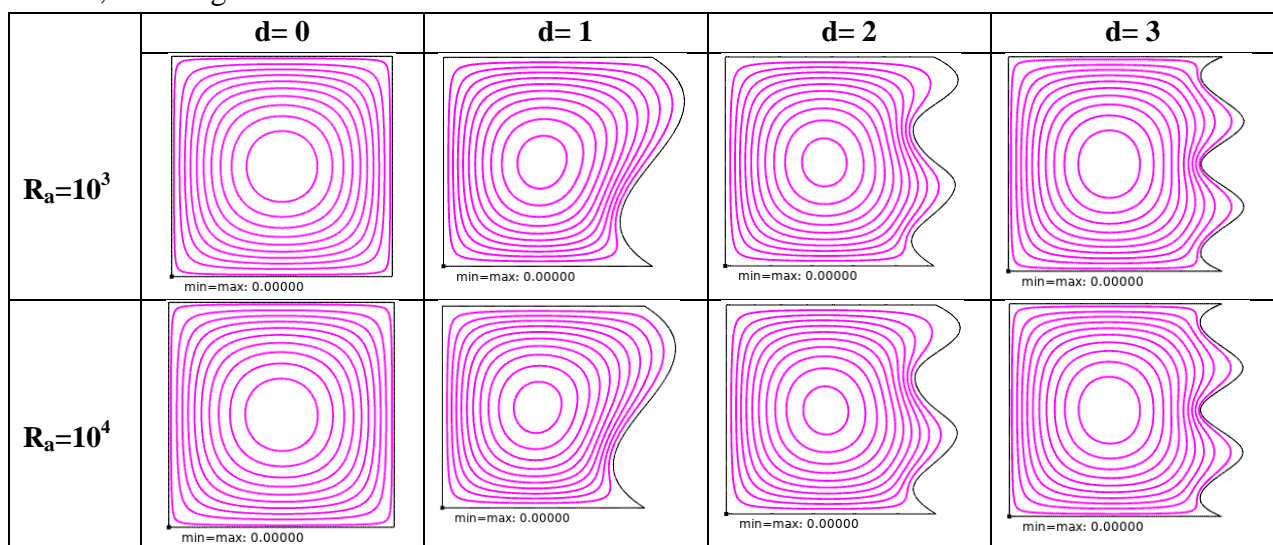 d= 0 d= 1 d= 2 d= 3
Rₐ=10³
min=max: 0.00000 min=max: 0.00000 min=max: 0.00000 min=max: 0.00000
Rₐ=10⁴
min=max: 0.00000 min=max: 0.00000 min=max: 0.00000 min=max: 0.00000